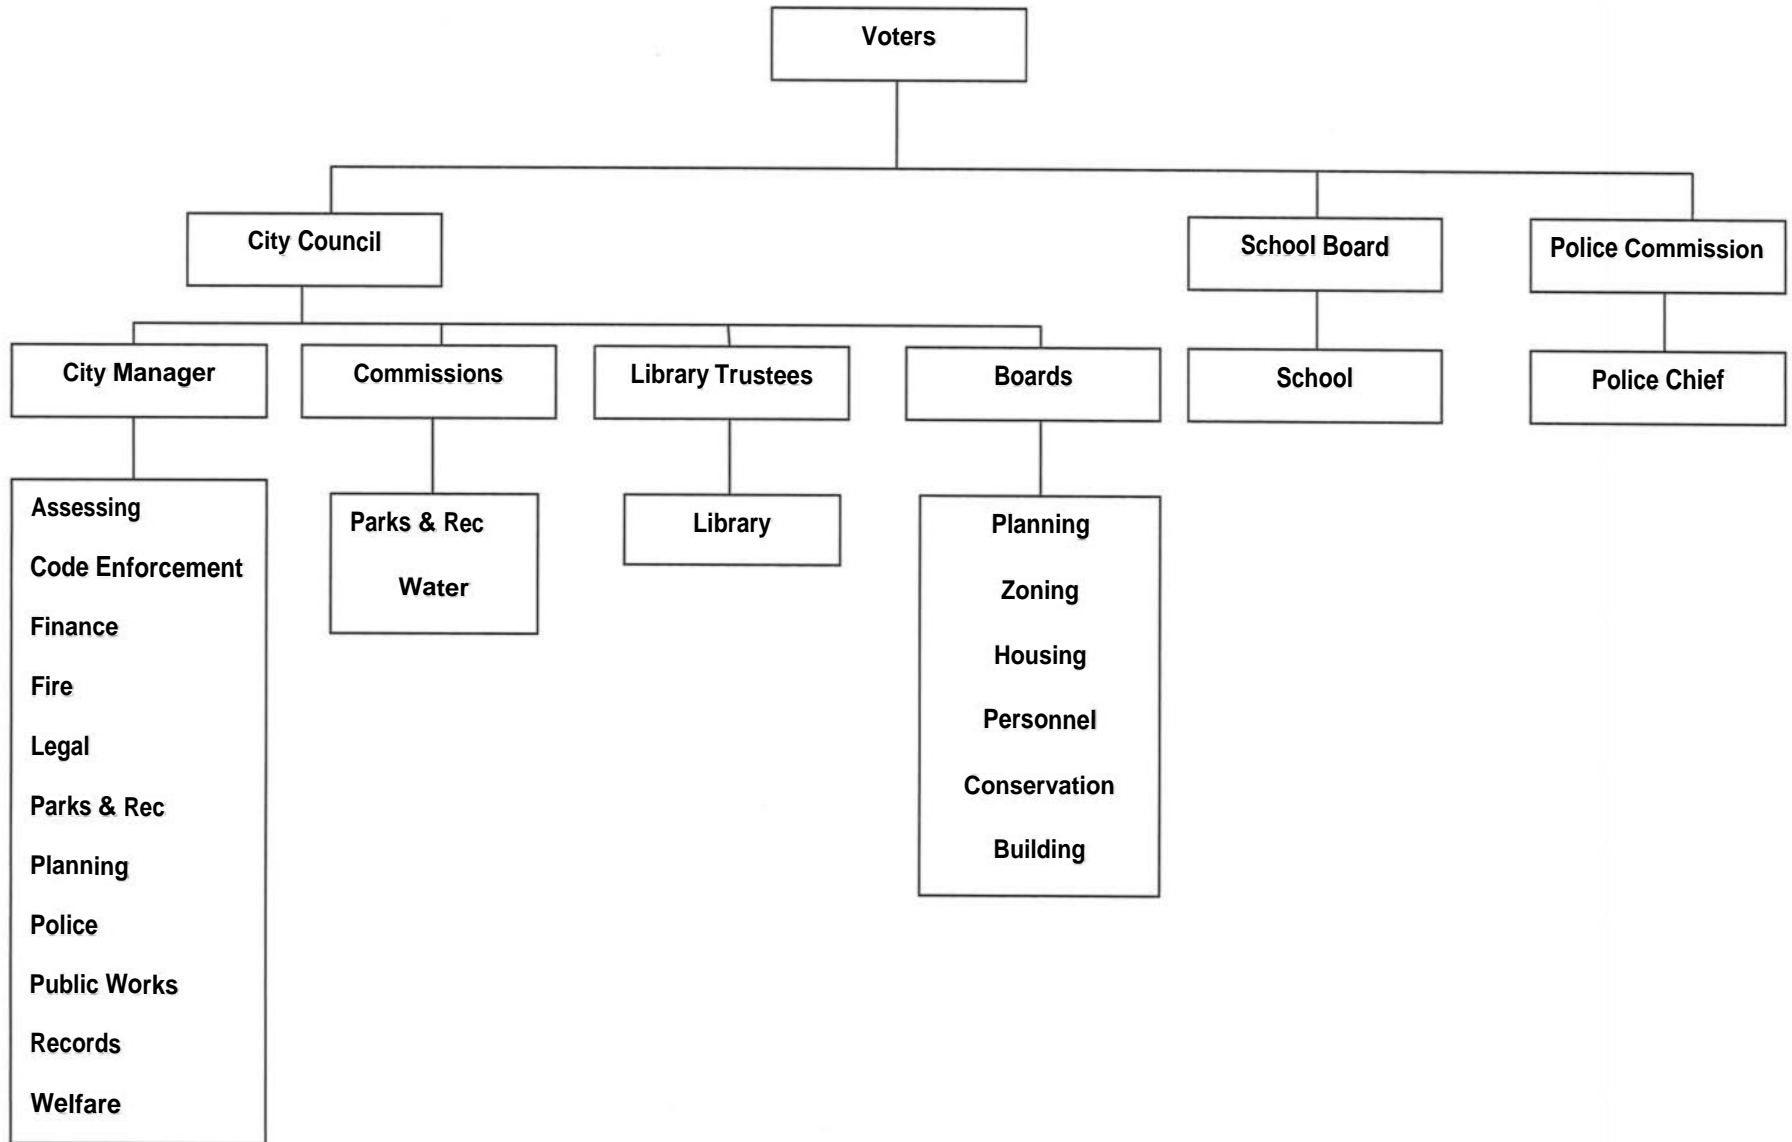 Voters
City Council
School Board
Police Commission
City Manager
Commissions
Library Trustees
Boards
School
Police Chief
Assessing
Code Enforcement
Finance
Fire
Legal
Parks & Rec
Planning
Police
Public Works
Records
Welfare
Parks & Rec
Water
Library
Planning
Zoning
Housing
Personnel
Conservation
Building